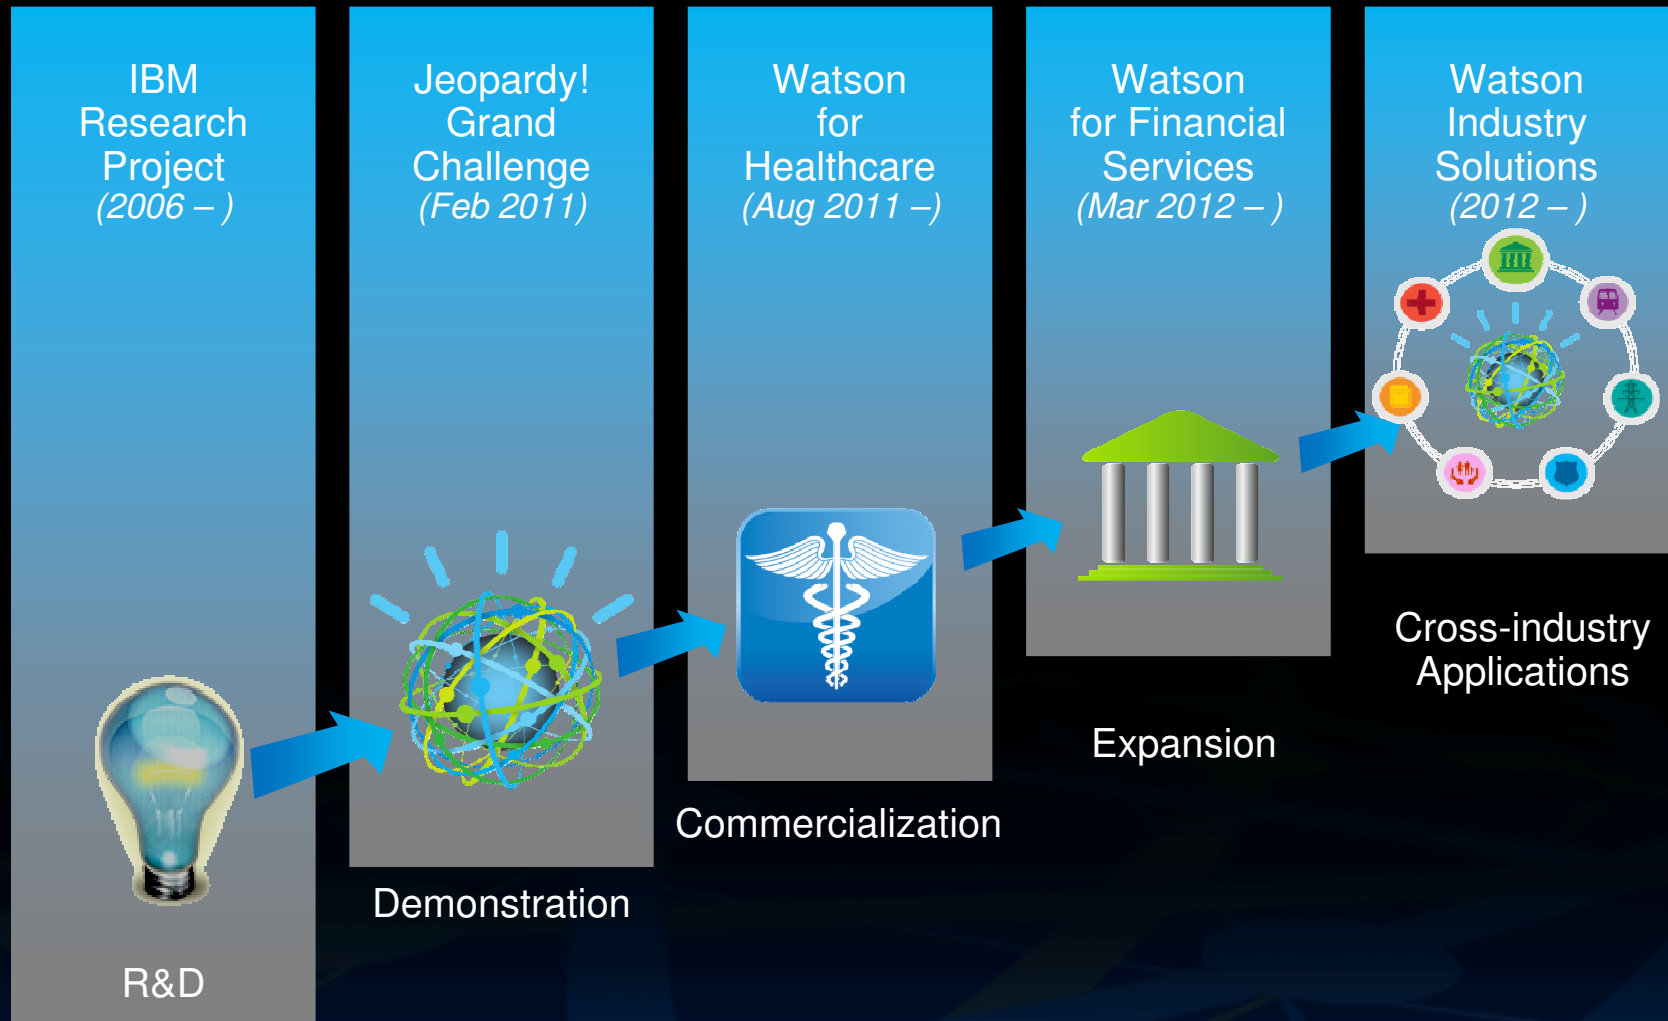 IBM
Research
Project
(2006 – )
Jeopardy!
Grand
Challenge
(Feb 2011)
Watson
for
Healthcare
(Aug 2011 –)
Watson
for Financial
Services
(Mar 2012 – )
Watson
Industry
Solutions
(2012 – )
R&D
Demonstration
Commercialization
Expansion
Cross-industry
Applications